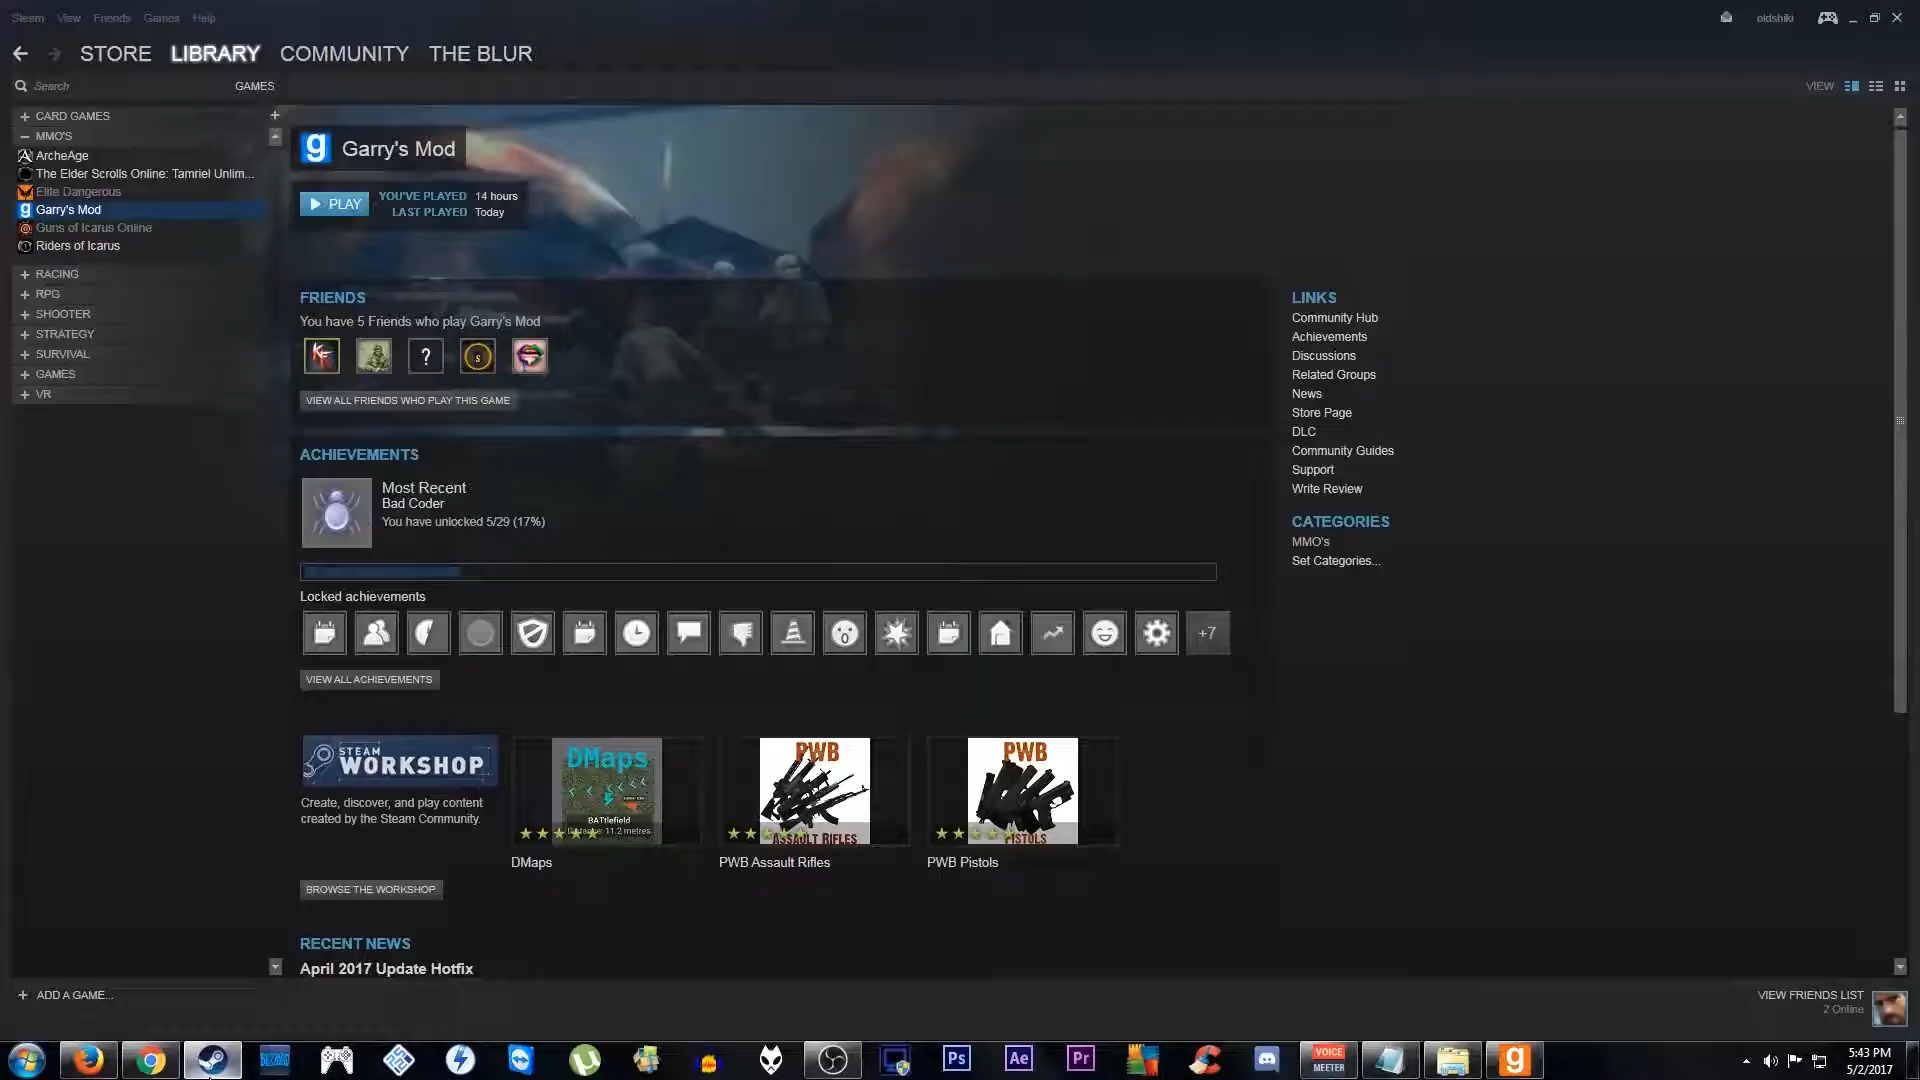 Steam View Friends Games Help
oldshiki
STORE LIBRARY COMMUNITY THE BLUR
Search GAMES
VIEW
CARD GAMES
MMO'S
ArcheAge
The Elder Scrolls Online: Tamriel Unlim...
Elite Dangerous
Garry's Mod
Guns of Icarus Online
Riders of Icarus
RACING
RPG
SHOOTER
STRATEGY
SURVIVAL
GAMES
VR
g Garry's Mod
PLAY
YOU'VE PLAYED 14 hours
LAST PLAYED Today
FRIENDS
You have 5 Friends who play Garry's Mod
KF ? s
VIEW ALL FRIENDS WHO PLAY THIS GAME
ACHIEVEMENTS
Most Recent
Bad Coder
You have unlocked 5/29 (17%)
Locked achievements
+7
VIEW ALL ACHIEVEMENTS
STEAM
WORKSHOP
Create, discover, and play content
created by the Steam Community.
BROWSE THE WORKSHOP
DMaps
BATtlefield
Distance: 11.2 metres
DMaps
PWB
ASSAULT RIFLES
PWB Assault Rifles
PWB
PISTOLS
PWB Pistols
RECENT NEWS
April 2017 Update Hotfix
LINKS
Community Hub
Achievements
Discussions
Related Groups
News
Store Page
DLC
Community Guides
Support
Write Review
CATEGORIES
MMO's
Set Categories...
+ ADD A GAME...
VIEW FRIENDS LIST
2 Online
BLIZZARD
Ps Ae Pr
VOICE
MEETER
g
5:43 PM
5/2/2017